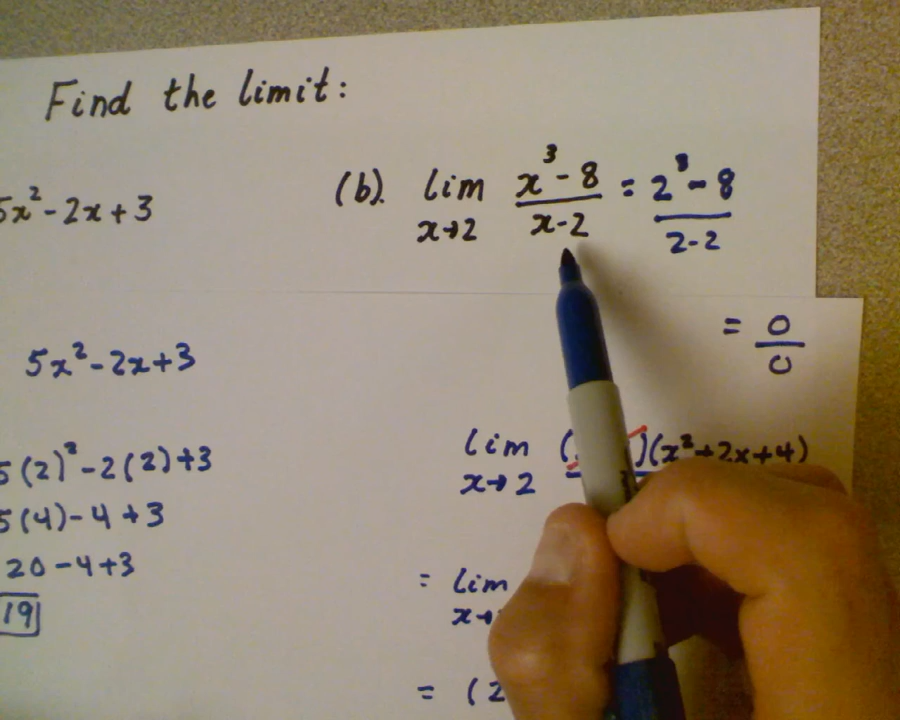 Find the limit:
5x² - 2x + 3
5x² - 2x + 3
5(2)² - 2(2) + 3
5(4) - 4 + 3
20 - 4 + 3
19
(b). lim x→2 x³ - 8 / x - 2 = 2³ - 8 / 2 - 2
= 0 / 0
lim x→2 ( )(x² + 2x + 4)
= lim x→
= (2